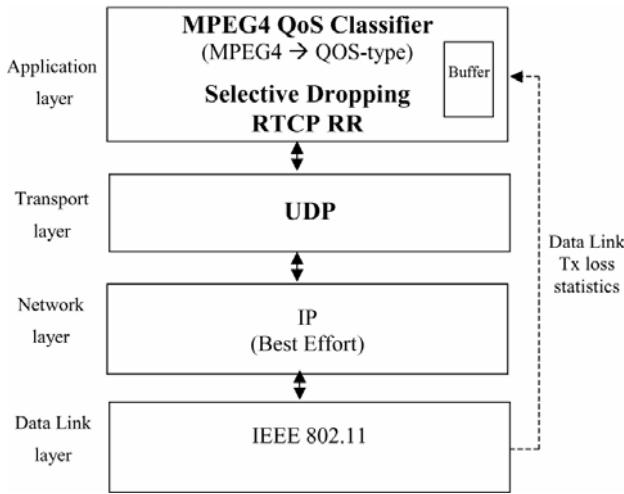 MPEG4 QoS Classifier
(MPEG4 → QOS-type)
Buffer
Application
layer
Selective Dropping
RTCP RR
Transport
layer
UDP
Data Link
Tx loss
statistics
Network
layer
IP
(Best Effort)
Data Link
layer
IEEE 802.11